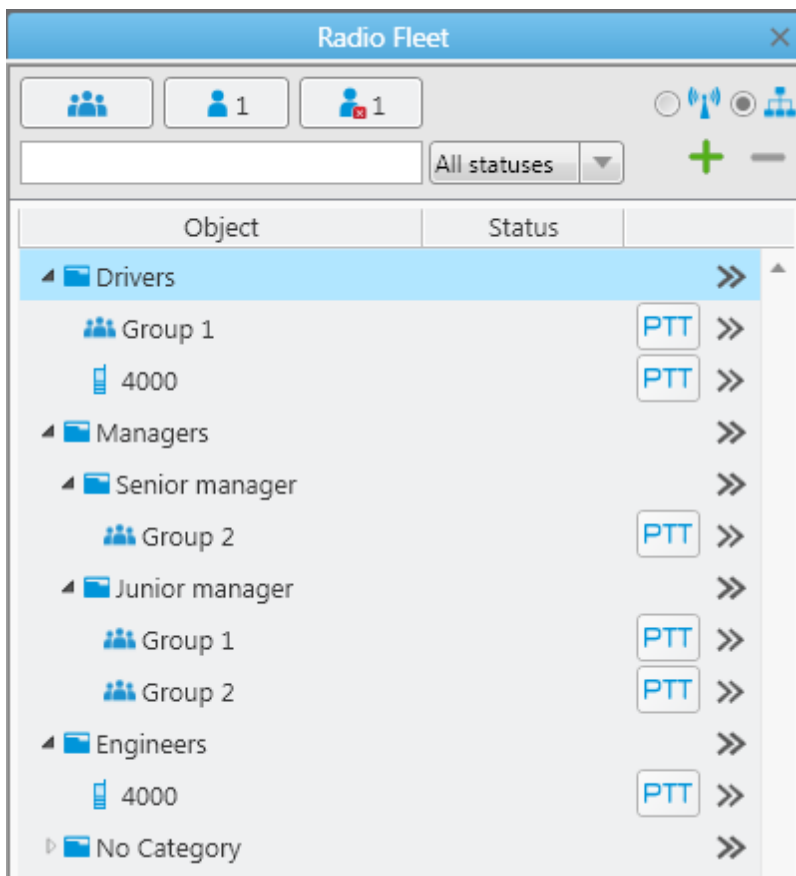 Radio Fleet
1 1
All statuses
Object Status
Drivers
Group 1 PTT
4000 PTT
Managers
Senior manager
Group 2 PTT
Junior manager
Group 1 PTT
Group 2 PTT
Engineers
4000 PTT
No Category